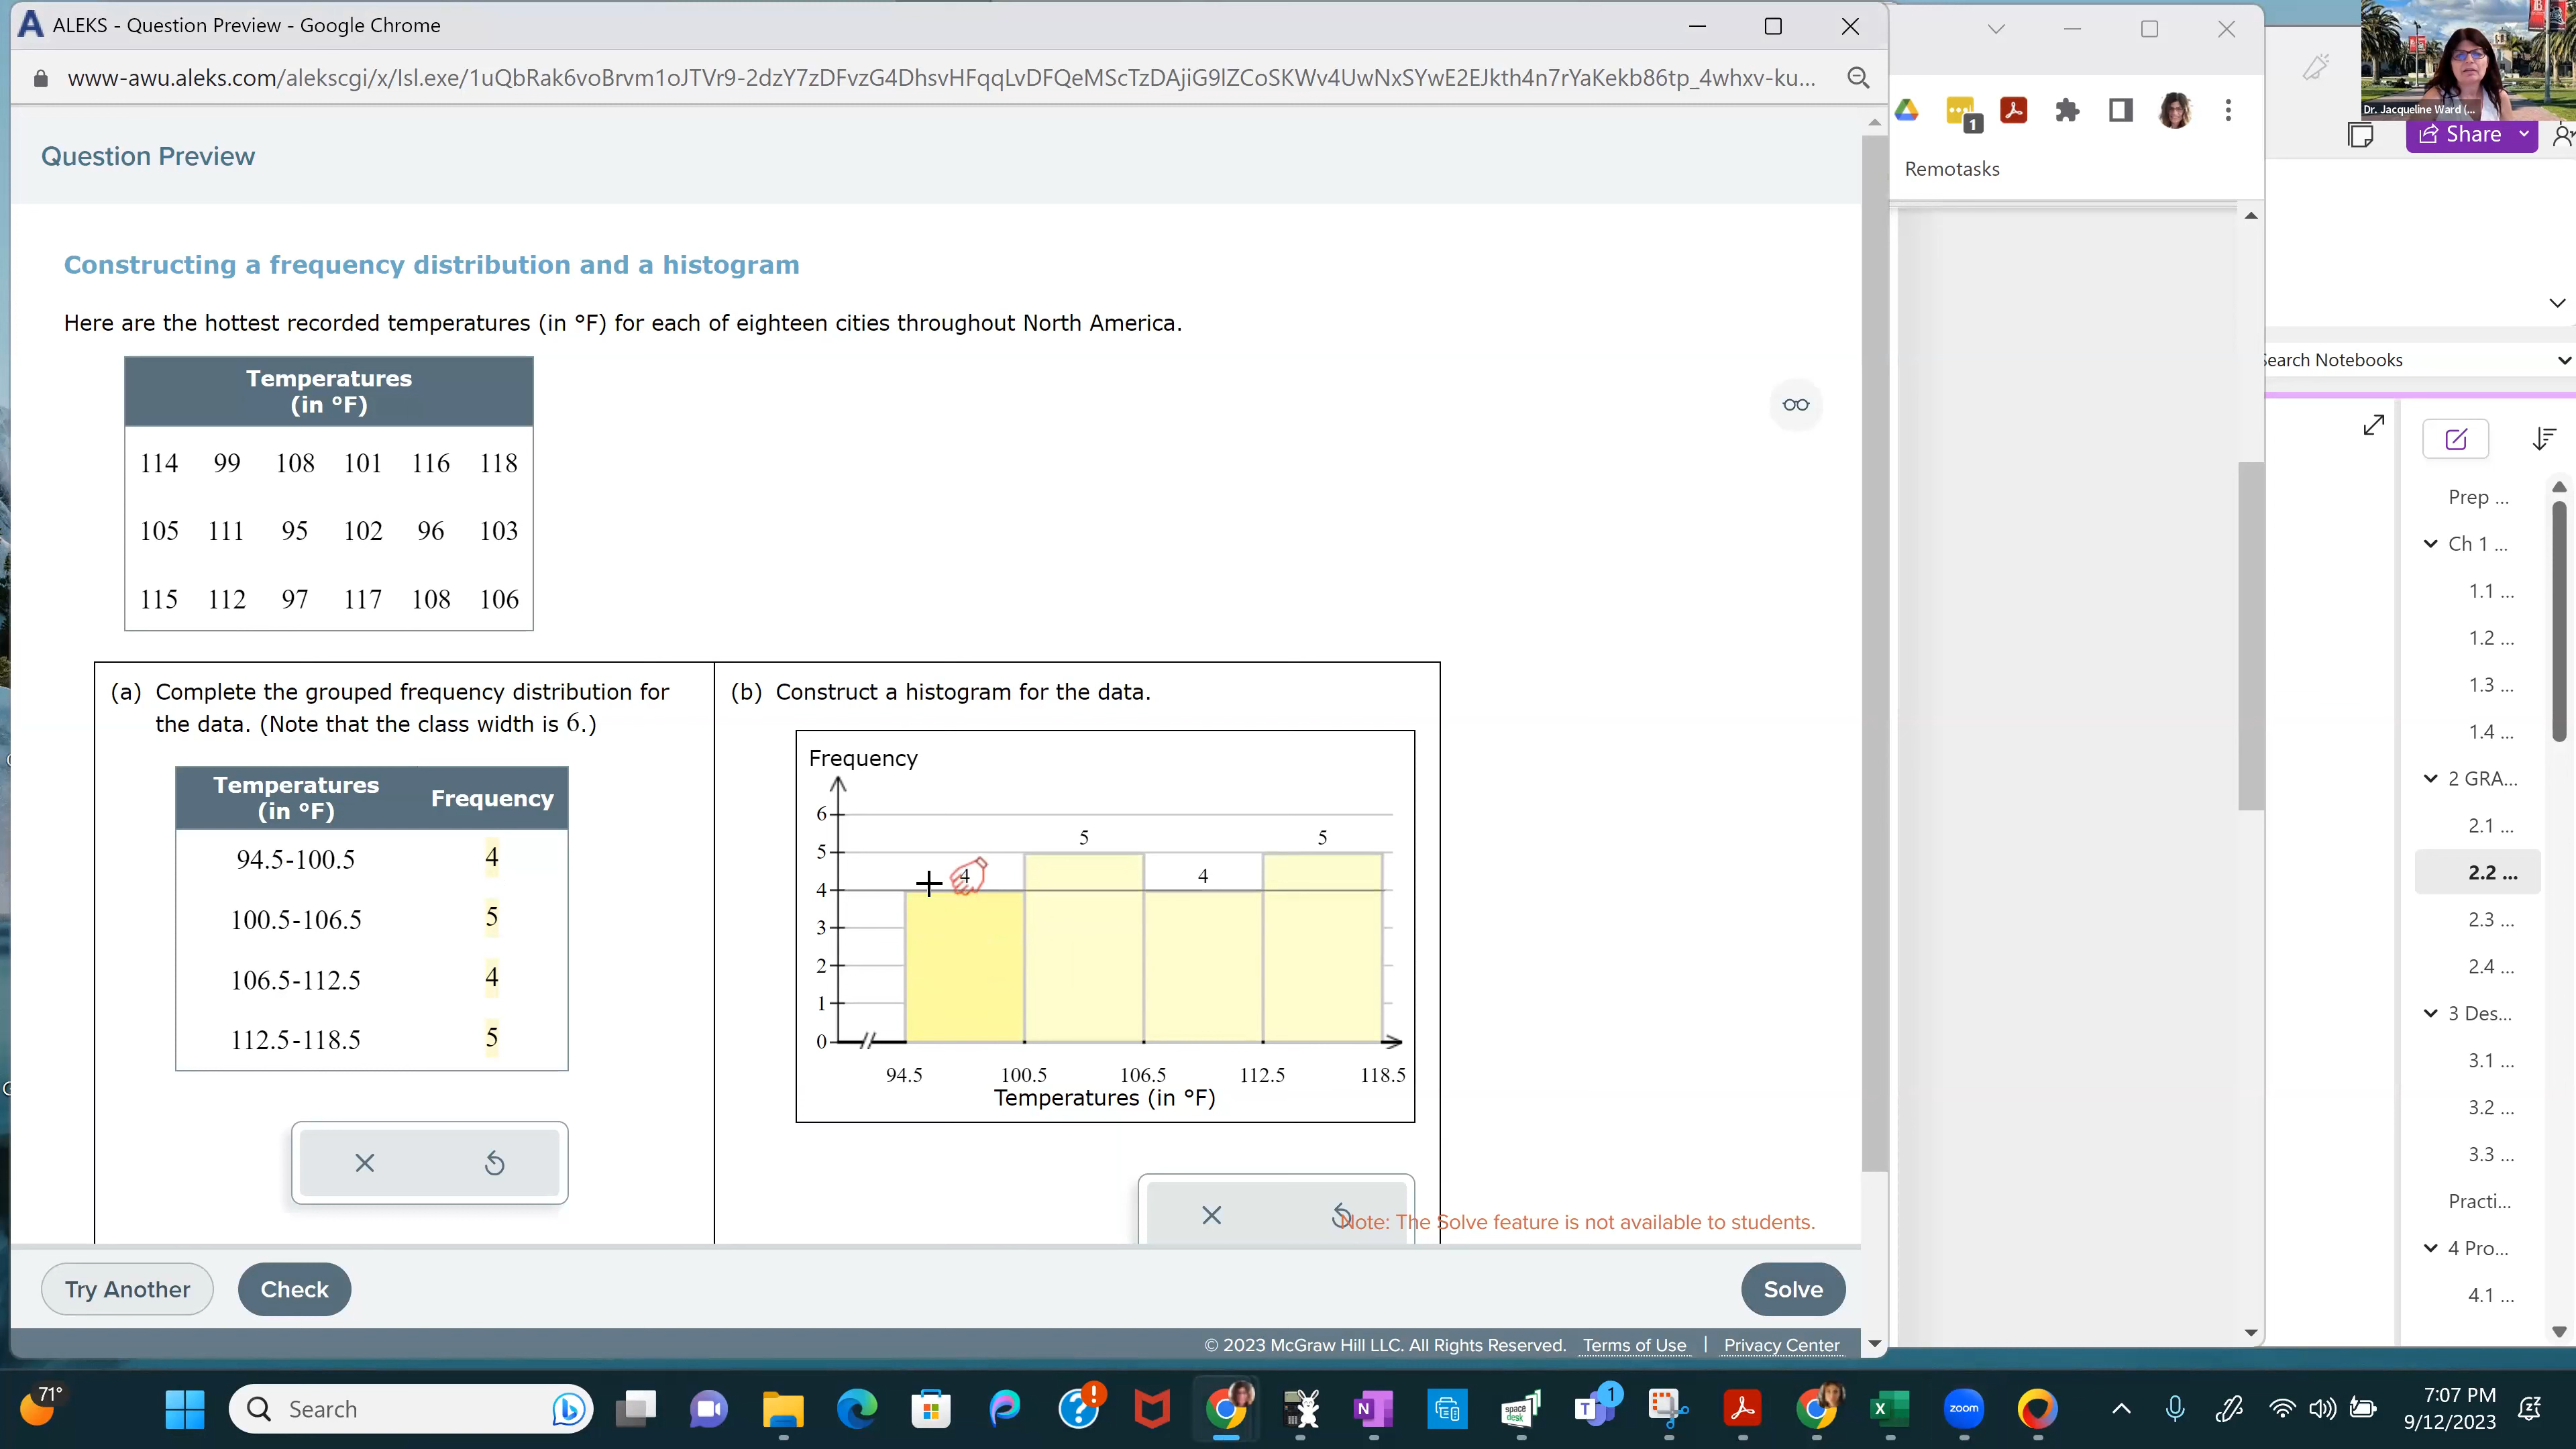 ALEKS - Question Preview - Google Chrome
www-awu.aleks.com/alekscgi/x/Isl.exe/1uQbRak6voBrvm1oJTVr9-2dzY7zDFvzG4DhsvHFqqLvDFQeMScTzDAjiG9lZCoSKWv4UwNxSYwE2EJkth4n7rYaKekb86tp_4whxv-ku...
Question Preview
Constructing a frequency distribution and a histogram
Here are the hottest recorded temperatures (in °F) for each of eighteen cities throughout North America.
Temperatures
(in °F)
114 99 108 101 116 118
105 111 95 102 96 103
115 112 97 117 108 106
(a) Complete the grouped frequency distribution for
the data. (Note that the class width is 6.)
Temperatures
(in °F)
Frequency
94.5-100.5 4
100.5-106.5 5
106.5-112.5 4
112.5-118.5 5
(b) Construct a histogram for the data.
Frequency
6
5
4
3
2
1
0
4 5 4 5
94.5 100.5 106.5 112.5 118.5
Temperatures (in °F)
Note: The Solve feature is not available to students.
Try Another
Check
Solve
© 2023 McGraw Hill LLC. All Rights Reserved. Terms of Use | Privacy Center
1
Remotasks
Dr. Jacqueline Ward (...
Share
Search Notebooks
Prep ...
Ch 1 ...
1.1 ...
1.2 ...
1.3 ...
1.4 ...
2 GRA...
2.1 ...
2.2 ...
2.3 ...
2.4 ...
3 Des...
3.1 ...
3.2 ...
3.3 ...
Practi...
4 Pro...
4.1 ...
71°
Search
space
desk
1
zoom
7:07 PM
9/12/2023